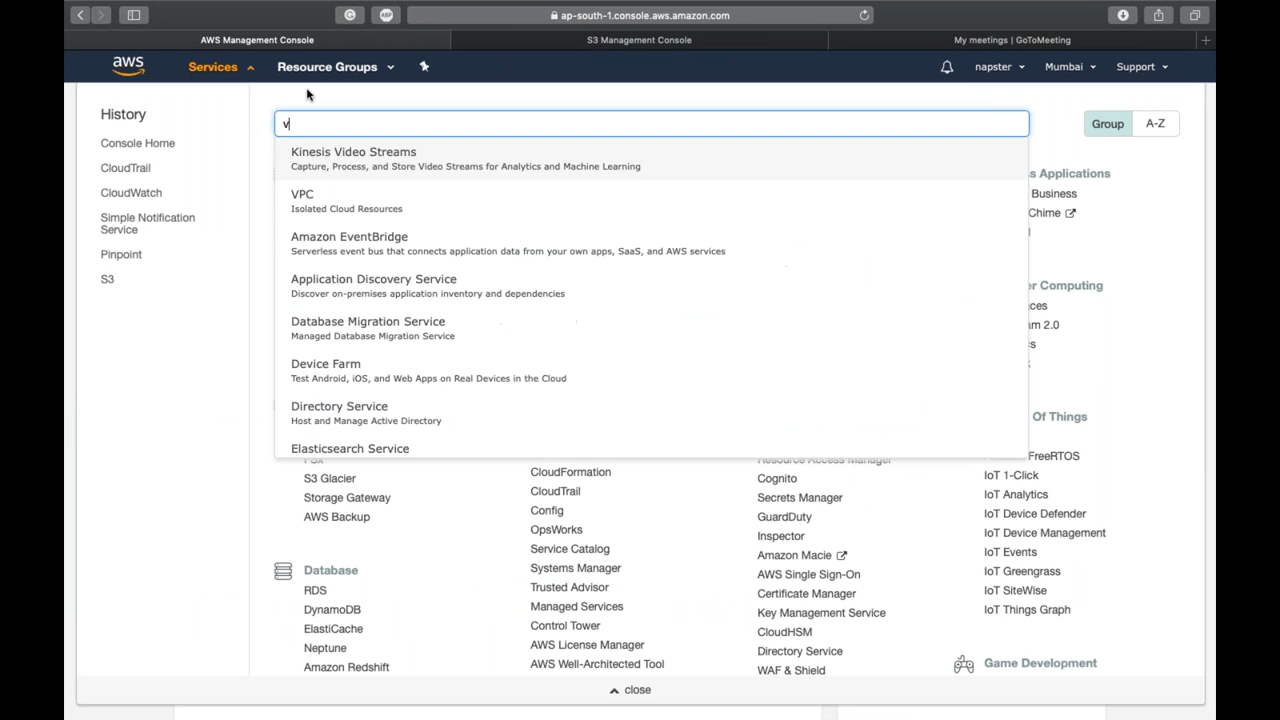 ap-south-1.console.aws.amazon.com
AWS Management Console
S3 Management Console
My meetings | GoToMeeting
aws
Services
Resource Groups
napster
Mumbai
Support
History
Console Home
CloudTrail
CloudWatch
Simple Notification
Service
Pinpoint
S3
v
Group
A-Z
Kinesis Video Streams
Capture, Process, and Store Video Streams for Analytics and Machine Learning
VPC
Isolated Cloud Resources
Amazon EventBridge
Serverless event bus that connects application data from your own apps, SaaS, and AWS services
Application Discovery Service
Discover on-premises application inventory and dependencies
Database Migration Service
Managed Database Migration Service
Device Farm
Test Android, iOS, and Web Apps on Real Devices in the Cloud
Directory Service
Host and Manage Active Directory
Elasticsearch Service
FSx
S3 Glacier
Storage Gateway
AWS Backup
Database
RDS
DynamoDB
ElastiCache
Neptune
Amazon Redshift
CloudFormation
CloudTrail
Config
OpsWorks
Service Catalog
Systems Manager
Trusted Advisor
Managed Services
Control Tower
AWS License Manager
AWS Well-Architected Tool
Resource Access Manager
Cognito
Secrets Manager
GuardDuty
Inspector
Amazon Macie
AWS Single Sign-On
Certificate Manager
Key Management Service
CloudHSM
Directory Service
WAF & Shield
s Applications
Business
Chime
r Computing
ces
m 2.0
s
Of Things
FreeRTOS
IoT 1-Click
IoT Analytics
IoT Device Defender
IoT Device Management
IoT Events
IoT Greengrass
IoT SiteWise
IoT Things Graph
Game Development
close